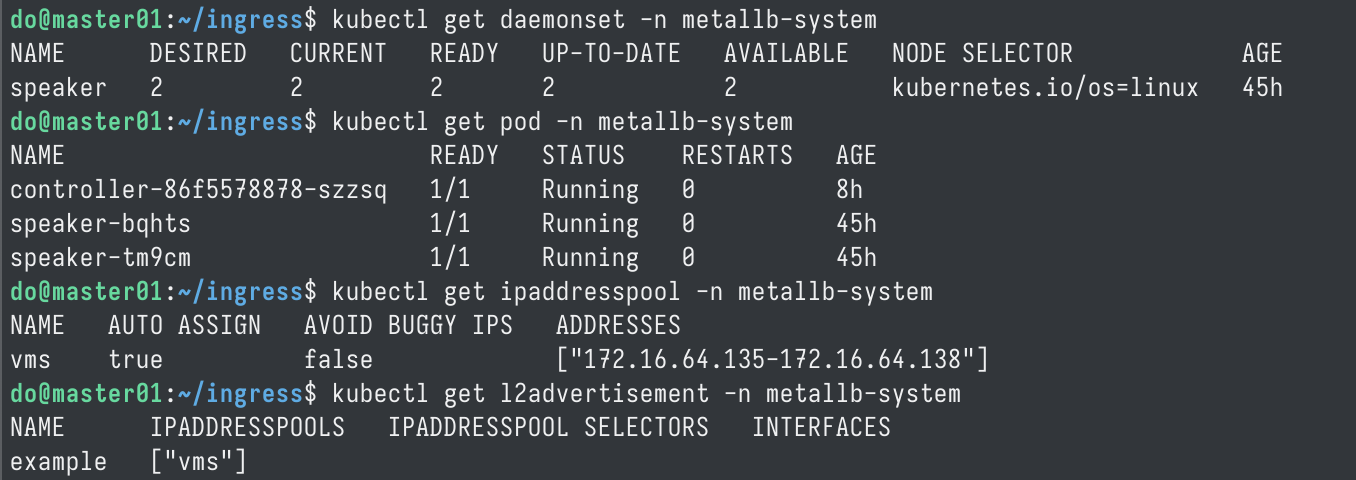 do@master01:~/ingress$ kubectl get daemonset -n metallb-system
NAME      DESIRED   CURRENT   READY   UP-TO-DATE   AVAILABLE   NODE SELECTOR            AGE
speaker   2         2         2       2            2           kubernetes.io/os=linux   45h
do@master01:~/ingress$ kubectl get pod -n metallb-system
NAME                          READY   STATUS    RESTARTS   AGE
controller-86f5578878-szzsq   1/1     Running   0          8h
speaker-bqhts                 1/1     Running   0          45h
speaker-tm9cm                 1/1     Running   0          45h
do@master01:~/ingress$ kubectl get ipaddresspool -n metallb-system
NAME   AUTO ASSIGN   AVOID BUGGY IPS   ADDRESSES
vms    true          false             ["172.16.64.135-172.16.64.138"]
do@master01:~/ingress$ kubectl get l2advertisement -n metallb-system
NAME      IPADDRESSPOOLS   IPADDRESSPOOL SELECTORS   INTERFACES
example   ["vms"]